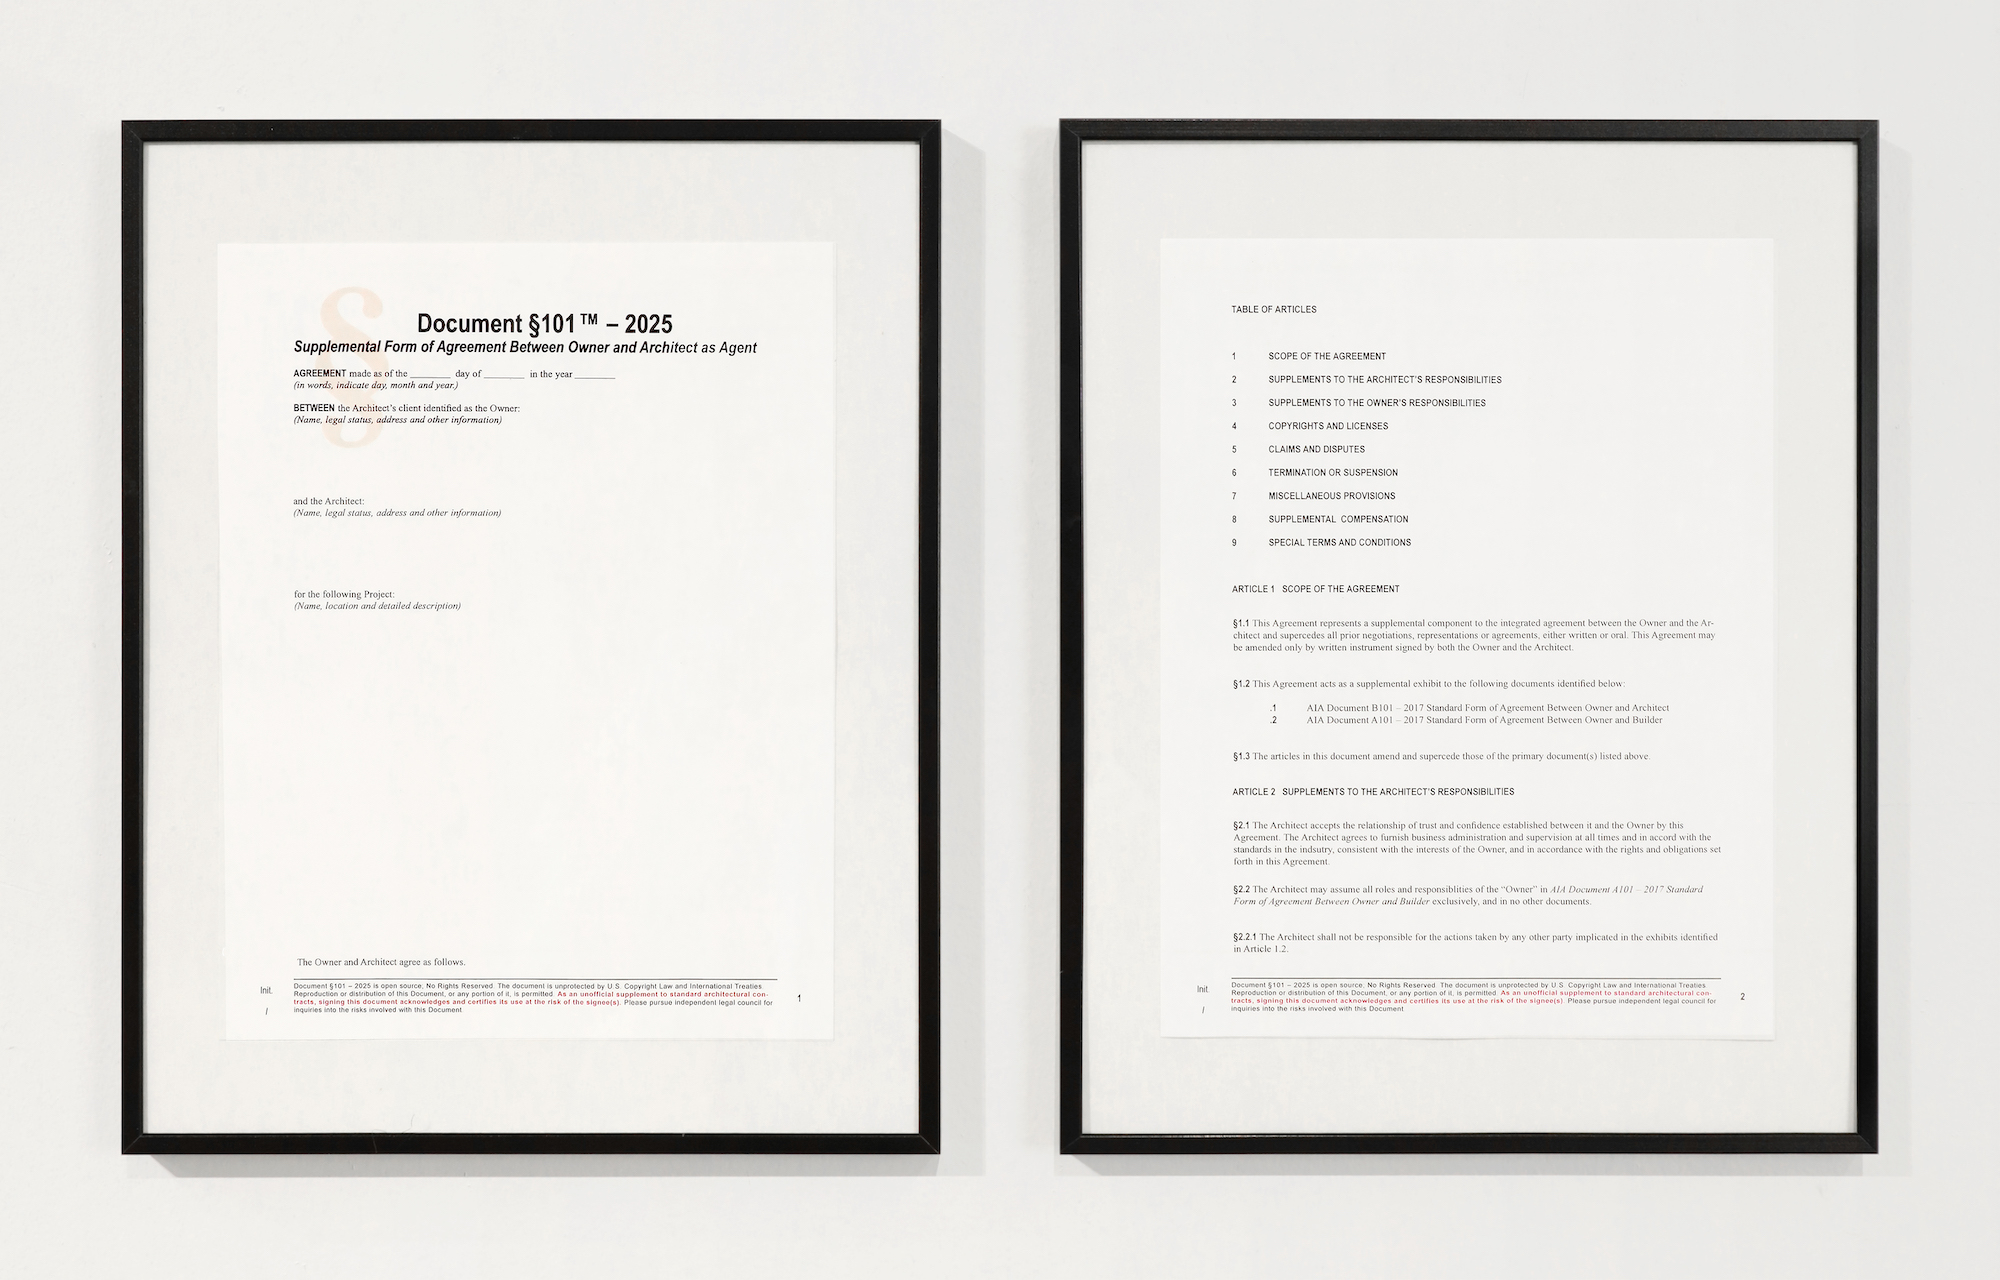 §
Document §101™ – 2025
Supplemental Form of Agreement Between Owner and Architect as Agent
AGREEMENT made as of the ________ day of ________ in the year ________
(in words, indicate day, month and year.)
BETWEEN the Architect's client identified as the Owner:
(Name, legal status, address and other information)
and the Architect:
(Name, legal status, address and other information)
for the following Project:
(Name, location and detailed description)
The Owner and Architect agree as follows.
Init.
/
Document §101 – 2025 is open source, No Rights Reserved. The document is unprotected by U.S. Copyright Law and International Treaties
Reproduction or distribution of this Document, or any portion of it, is permitted. As an unofficial supplement to standard architectural con-
tracts, signing this document acknowledges and certifies its use at the risk of the signee(s). Please pursue independent legal council for
inquiries into the risks involved with this Document
1
TABLE OF ARTICLES
1 SCOPE OF THE AGREEMENT
2 SUPPLEMENTS TO THE ARCHITECT'S RESPONSIBILITIES
3 SUPPLEMENTS TO THE OWNER'S RESPONSIBILITIES
4 COPYRIGHTS AND LICENSES
5 CLAIMS AND DISPUTES
6 TERMINATION OR SUSPENSION
7 MISCELLANEOUS PROVISIONS
8 SUPPLEMENTAL COMPENSATION
9 SPECIAL TERMS AND CONDITIONS
ARTICLE 1 SCOPE OF THE AGREEMENT
§1.1 This Agreement represents a supplemental component to the integrated agreement between the Owner and the Ar-
chitect and supercedes all prior negotiations, representations or agreements, either written or oral. This Agreement may
be amended only by written instrument signed by both the Owner and the Architect.
§1.2 This Agreement acts as a supplemental exhibit to the following documents identified below:
.1 AIA Document B101 – 2017 Standard Form of Agreement Between Owner and Architect
.2 AIA Document A101 – 2017 Standard Form of Agreement Between Owner and Builder
§1.3 The articles in this document amend and supercede those of the primary document(s) listed above.
ARTICLE 2 SUPPLEMENTS TO THE ARCHITECT'S RESPONSIBILITIES
§2.1 The Architect accepts the relationship of trust and confidence established between it and the Owner by this
Agreement. The Architect agrees to furnish business administration and supervision at all times and in accord with the
standards in the indsutry, consistent with the interests of the Owner, and in accordance with the rights and obligations set
forth in this Agreement.
§2.2 The Architect may assume all roles and responsiblities of the “Owner” in AIA Document A101 – 2017 Standard
Form of Agreement Between Owner and Builder exclusively, and in no other documents.
§2.2.1 The Architect shall not be responsible for the actions taken by any other party implicated in the exhibits identified
in Article 1.2.
Init.
/
Document §101 – 2025 is open source, No Rights Reserved. The document is unprotected by U.S. Copyright Law and International Treaties
Reproduction or distribution of this Document, or any portion of it, is permitted. As an unofficial supplement to standard architectural con-
tracts, signing this document acknowledges and certifies its use at the risk of the signee(s). Please pursue independent legal council for
inquiries into the risks involved with this Document
2